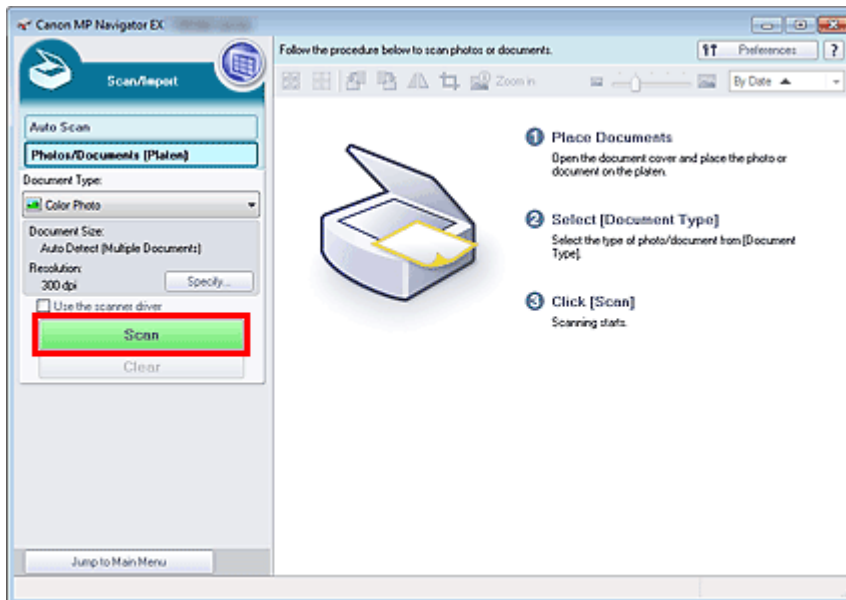 Canon MP Navigator EX
Scan/Import
Auto Scan
Photos/Documents (Platen)
Document Type:
Color Photo
Document Size:
Auto Detect (Multiple Documents)
Resolution:
300 dpi
Specify...
Use the scanner driver
Scan
Clear
Jump to Main Menu
Follow the procedure below to scan photos or documents.
Preferences
?
Zoom in
By Date
1 Place Documents
Open the document cover and place the photo or
document on the platen.
2 Select [Document Type]
Select the type of photo/document from [Document
Type].
3 Click [Scan]
Scanning starts.